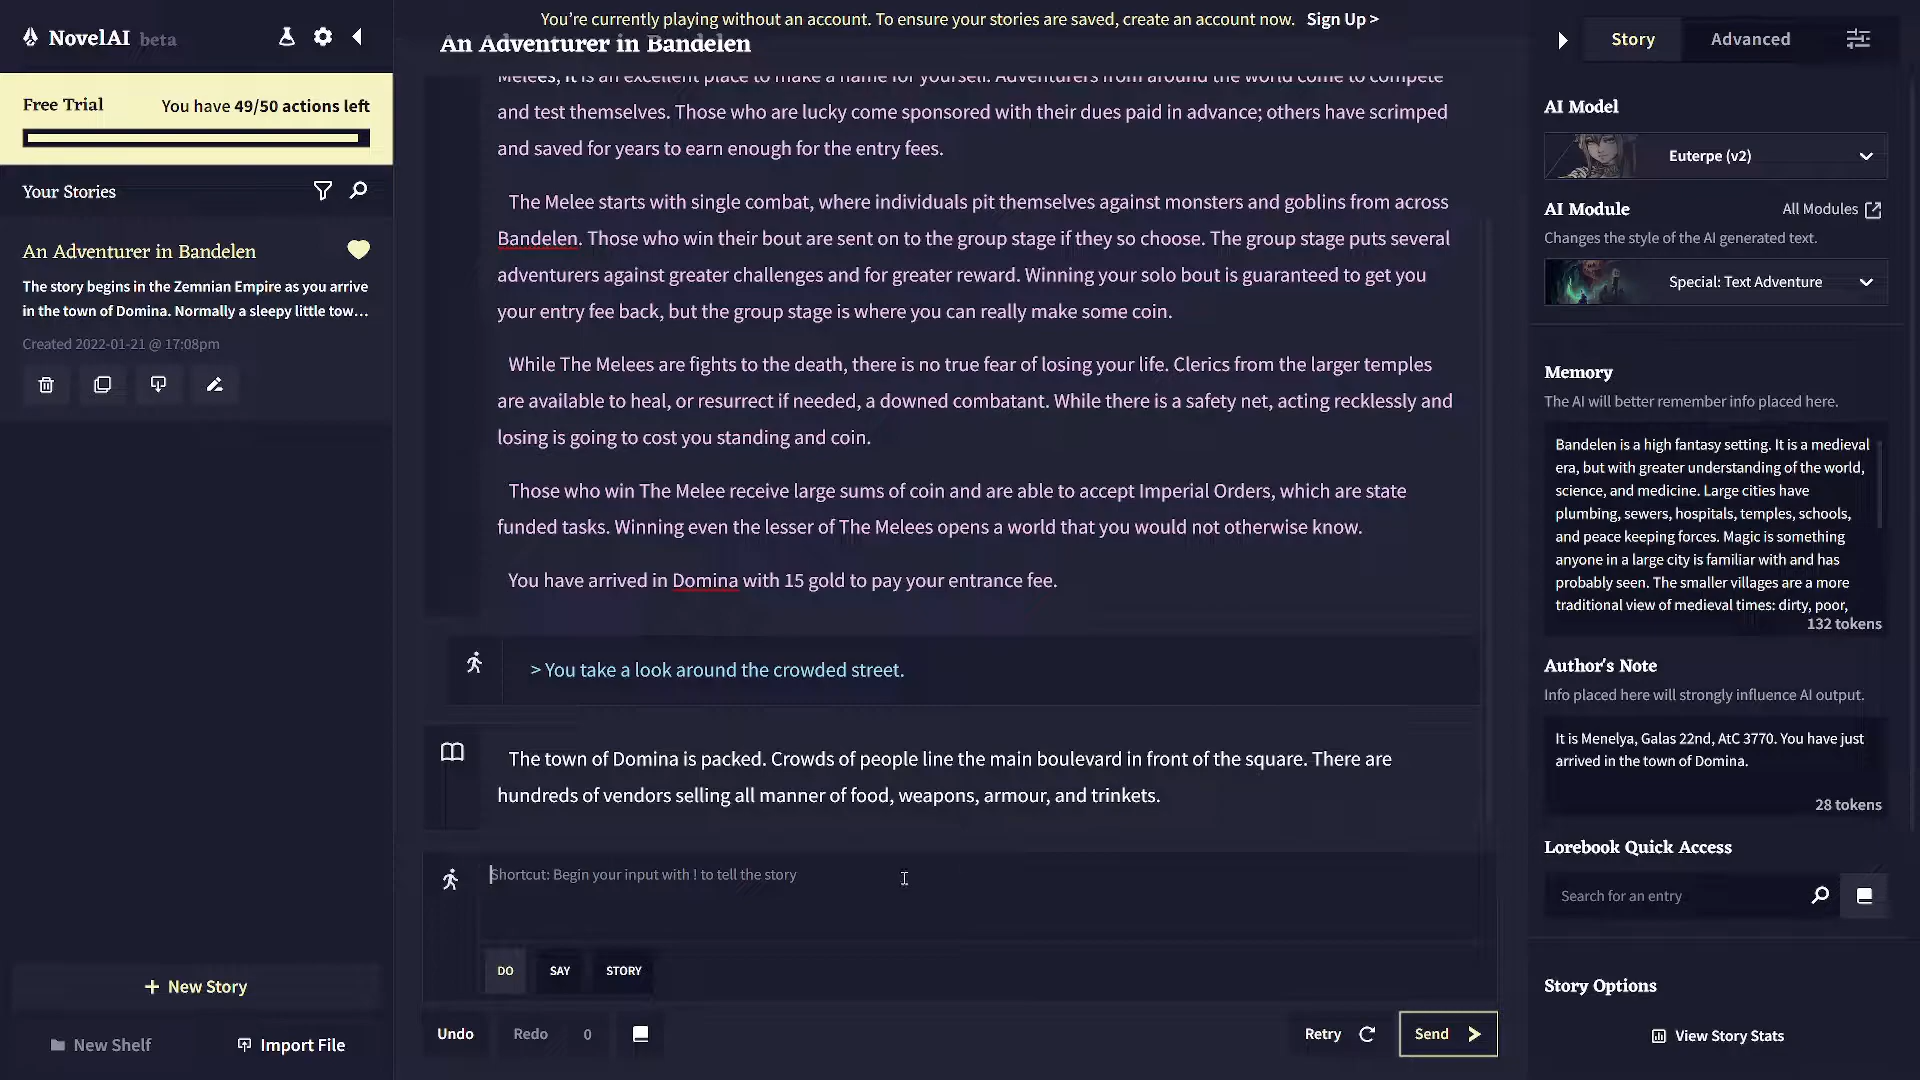 You're currently playing without an account. To ensure your stories are saved, create an account now. Sign Up >
NovelAI beta
Free Trial
You have 49/50 actions left
Your Stories
An Adventurer in Bandelen
The story begins in the Zemnian Empire as you arrive
in the town of Domina. Normally a sleepy little tow...
Created 2022-01-21 @ 17:08pm
+ New Story
New Shelf
Import File
An Adventurer in Bandelen
Melees, it is an excellent place to make a name for yourself. Adventurers from around the world come to compete
and test themselves. Those who are lucky come sponsored with their dues paid in advance; others have scrimped
and saved for years to earn enough for the entry fees.
The Melee starts with single combat, where individuals pit themselves against monsters and goblins from across
Bandelen. Those who win their bout are sent on to the group stage if they so choose. The group stage puts several
adventurers against greater challenges and for greater reward. Winning your solo bout is guaranteed to get you
your entry fee back, but the group stage is where you can really make some coin.
While The Melees are fights to the death, there is no true fear of losing your life. Clerics from the larger temples
are available to heal, or resurrect if needed, a downed combatant. While there is a safety net, acting recklessly and
losing is going to cost you standing and coin.
Those who win The Melee receive large sums of coin and are able to accept Imperial Orders, which are state
funded tasks. Winning even the lesser of The Melees opens a world that you would not otherwise know.
You have arrived in Domina with 15 gold to pay your entrance fee.
> You take a look around the crowded street.
The town of Domina is packed. Crowds of people line the main boulevard in front of the square. There are
hundreds of vendors selling all manner of food, weapons, armour, and trinkets.
Shortcut: Begin your input with ! to tell the story
DO SAY STORY
Undo Redo 0
Retry
Send
Story Advanced
AI Model
Euterpe (v2)
AI Module
All Modules
Changes the style of the AI generated text.
Special: Text Adventure
Memory
The AI will better remember info placed here.
Bandelen is a high fantasy setting. It is a medieval
era, but with greater understanding of the world,
science, and medicine. Large cities have
plumbing, sewers, hospitals, temples, schools,
and peace keeping forces. Magic is something
anyone in a large city is familiar with and has
probably seen. The smaller villages are a more
traditional view of medieval times: dirty, poor,
132 tokens
Author's Note
Info placed here will strongly influence AI output.
It is Menelya, Galas 22nd, AtC 3770. You have just
arrived in the town of Domina.
28 tokens
Lorebook Quick Access
Search for an entry
Story Options
View Story Stats